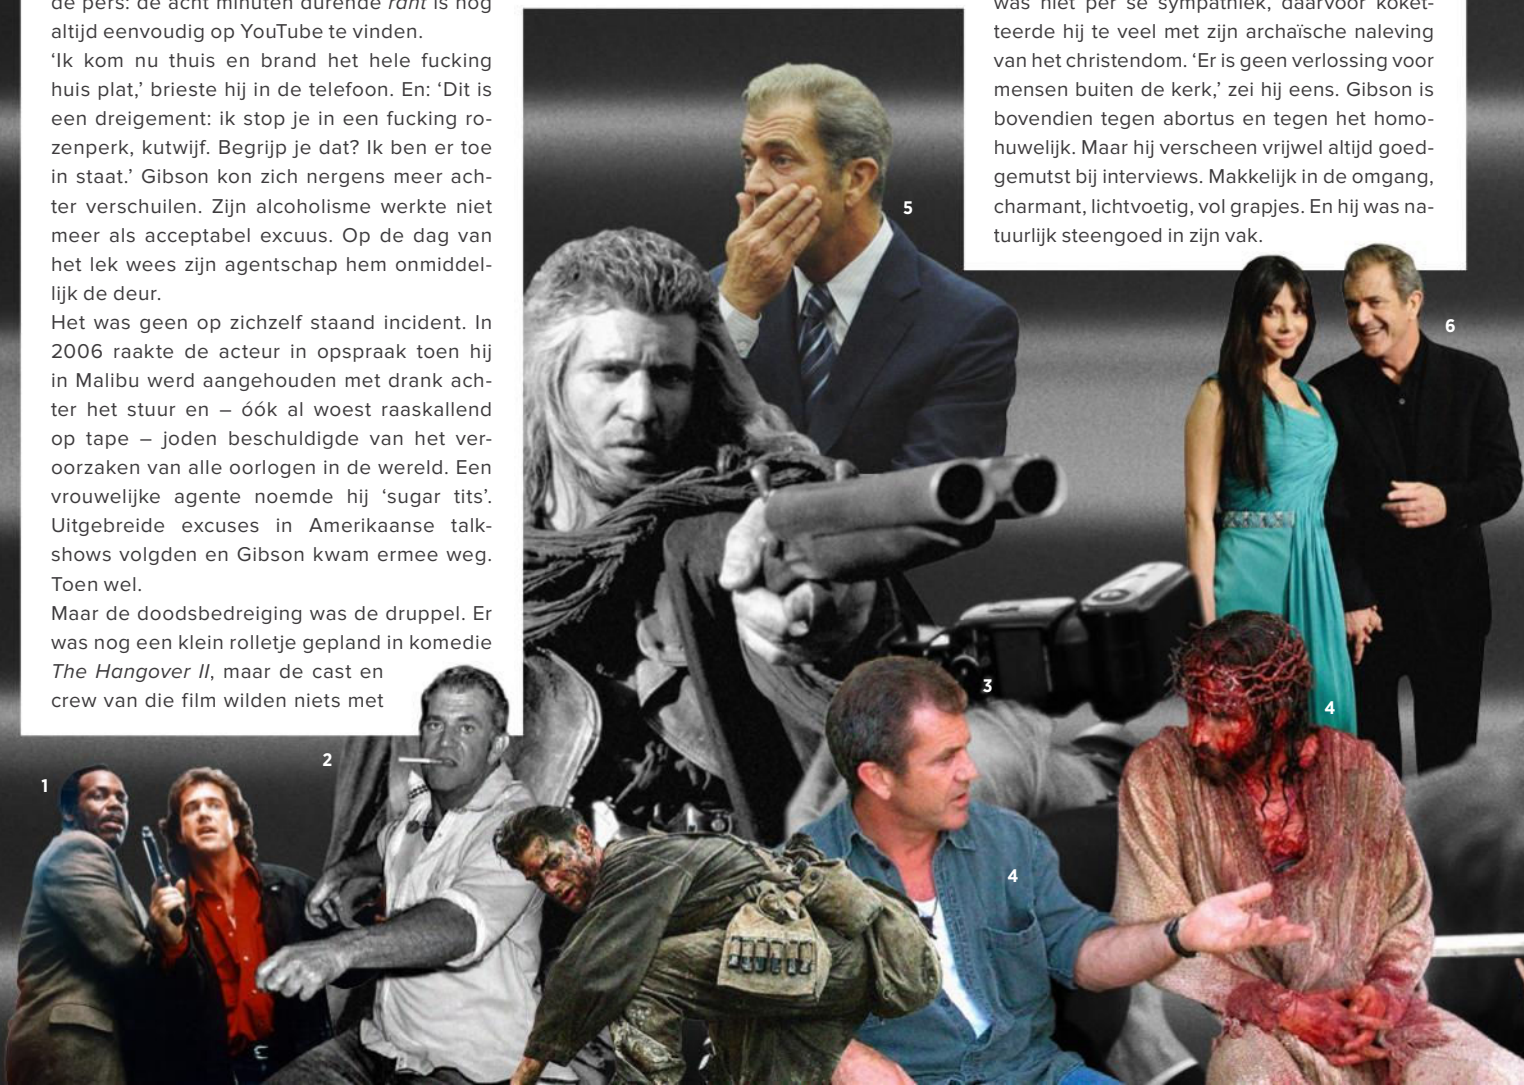 de pers: de acht minuten durende rant is nog
altijd eenvoudig op YouTube te vinden.
‘Ik kom nu thuis en brand het hele fucking
huis plat,’ brieste hij in de telefoon. En: ‘Dit is
een dreigement: ik stop je in een fucking ro-
zenperk, kutwijf. Begrijp je dat? Ik ben er toe
in staat.’ Gibson kon zich nergens meer ach-
ter verschuilen. Zijn alcoholisme werkte niet
meer als acceptabel excuus. Op de dag van
het lek wees zijn agentschap hem onmiddel-
lijk de deur.
Het was geen op zichzelf staand incident. In
2006 raakte de acteur in opspraak toen hij
in Malibu werd aangehouden met drank ach-
ter het stuur en – óók al woest raaskallend
op tape – joden beschuldigde van het ver-
oorzaken van alle oorlogen in de wereld. Een
vrouwelijke agente noemde hij ‘sugar tits’.
Uitgebreide excuses in Amerikaanse talk-
shows volgden en Gibson kwam ermee weg.
Toen wel.
Maar de doodsbedreiging was de druppel. Er
was nog een klein rolletje gepland in komedie
The Hangover II, maar de cast en
crew van die film wilden niets met
was niet per se sympathiek, daarvoor koket-
teerde hij te veel met zijn archaïsche naleving
van het christendom. ‘Er is geen verlossing voor
mensen buiten de kerk,’ zei hij eens. Gibson is
bovendien tegen abortus en tegen het homo-
huwelijk. Maar hij verscheen vrijwel altijd goed-
gemutst bij interviews. Makkelijk in de omgang,
charmant, lichtvoetig, vol grapjes. En hij was na-
tuurlijk steengoed in zijn vak.
5
6
3
4
2
1
4